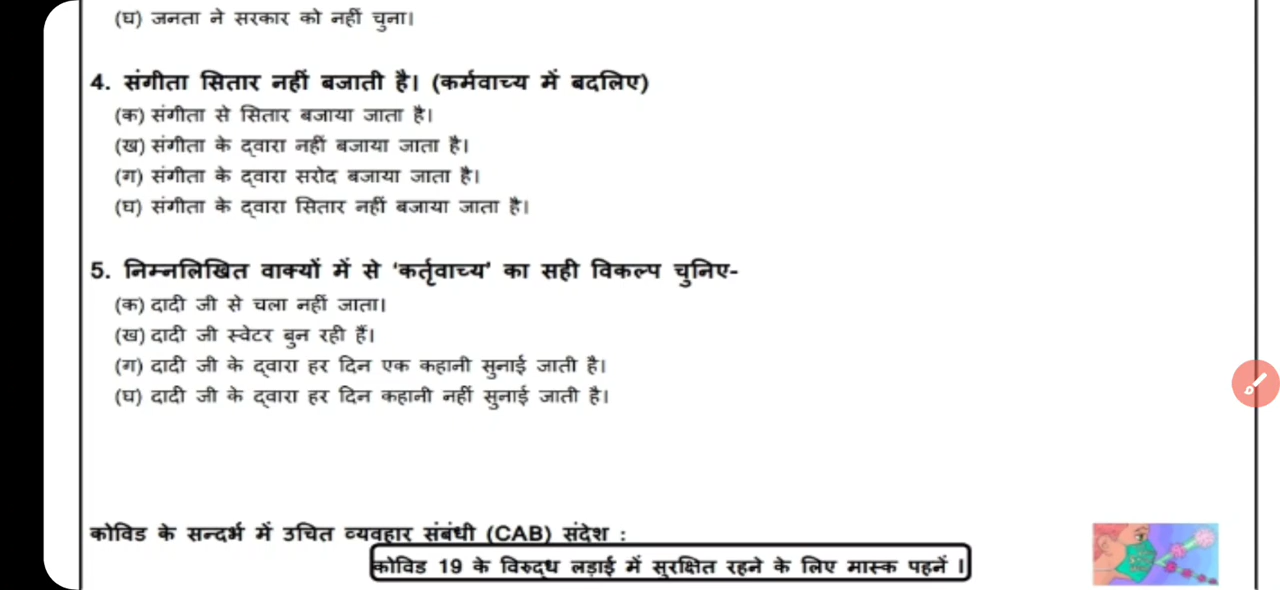 (घ) जनता ने सरकार को नहीं चुना।
4. संगीता सितार नहीं बजाती है। (कर्मवाच्य में बदलिए)
(क) संगीता से सितार बजाया जाता है।
(ख) संगीता के द्वारा नहीं बजाया जाता है।
(ग) संगीता के द्वारा सरोद बजाया जाता है।
(घ) संगीता के द्वारा सितार नहीं बजाया जाता है।
5. निम्नलिखित वाक्यों में से ‘कर्तृवाच्य’ का सही विकल्प चुनिए-
(क) दादी जी से चला नहीं जाता।
(ख) दादी जी स्वेटर बुन रही हैं।
(ग) दादी जी के द्वारा हर दिन एक कहानी सुनाई जाती है।
(घ) दादी जी के द्वारा हर दिन कहानी नहीं सुनाई जाती है।
कोविड के सन्दर्भ में उचित व्यवहार संबंधी (CAB) संदेश :
कोविड 19 के विरुद्ध लड़ाई में सुरक्षित रहने के लिए मास्क पहनें ।